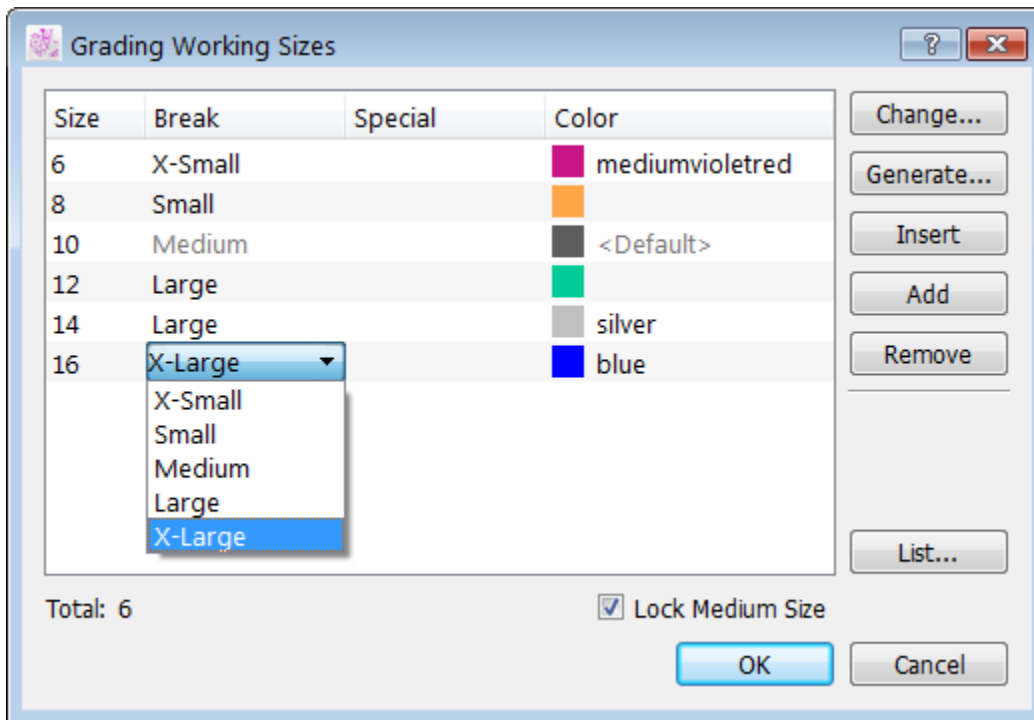 Grading Working Sizes
?
Size Break Special Color
Change...
6 X-Small mediumvioletred
Generate...
8 Small
Insert
10 Medium <Default>
12 Large
Add
14 Large silver
Remove
16 X-Large blue
X-Small
Small
Medium
Large
X-Large
List...
Total: 6
Lock Medium Size
OK Cancel